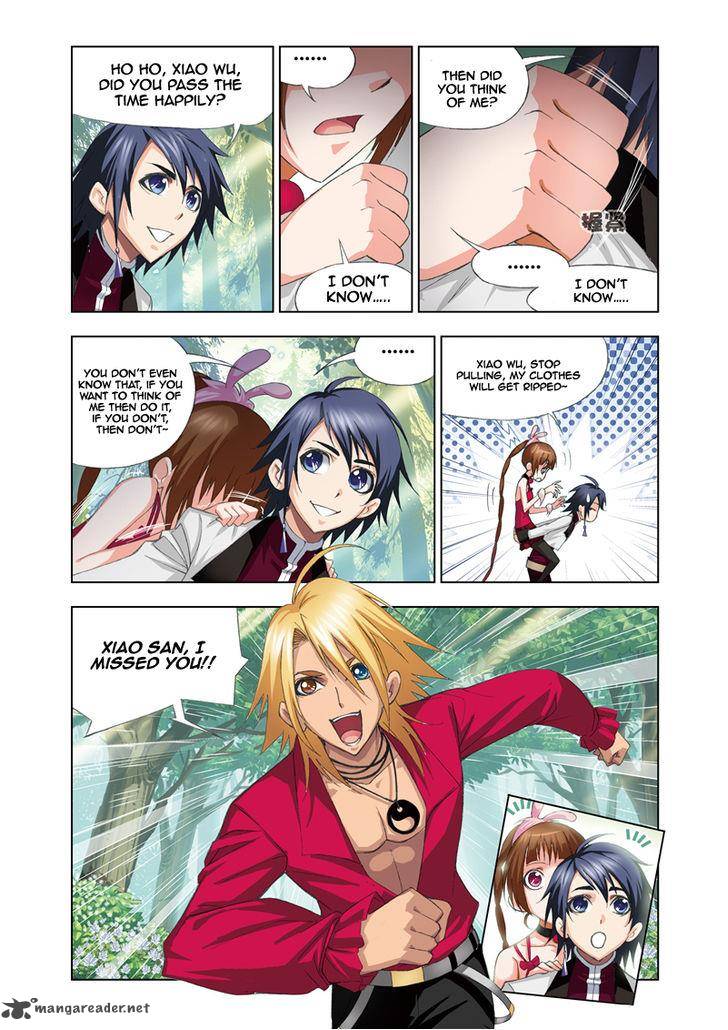 HO HO, XIAO WU,
DID YOU PASS THE
TIME HAPPILY?
......
I DON'T
KNOW.....
THEN DID
YOU THINK
OF ME?
......
I DON'T
KNOW.....
YOU DON'T EVEN
KNOW THAT, IF YOU
WANT TO THINK OF
ME THEN DO IT,
IF YOU DON'T,
THEN DON'T~
......
XIAO WU, STOP
PULLING, MY CLOTHES
WILL GET RIPPED~
XIAO SAN, I
MISSED YOU!!
mangareader.net